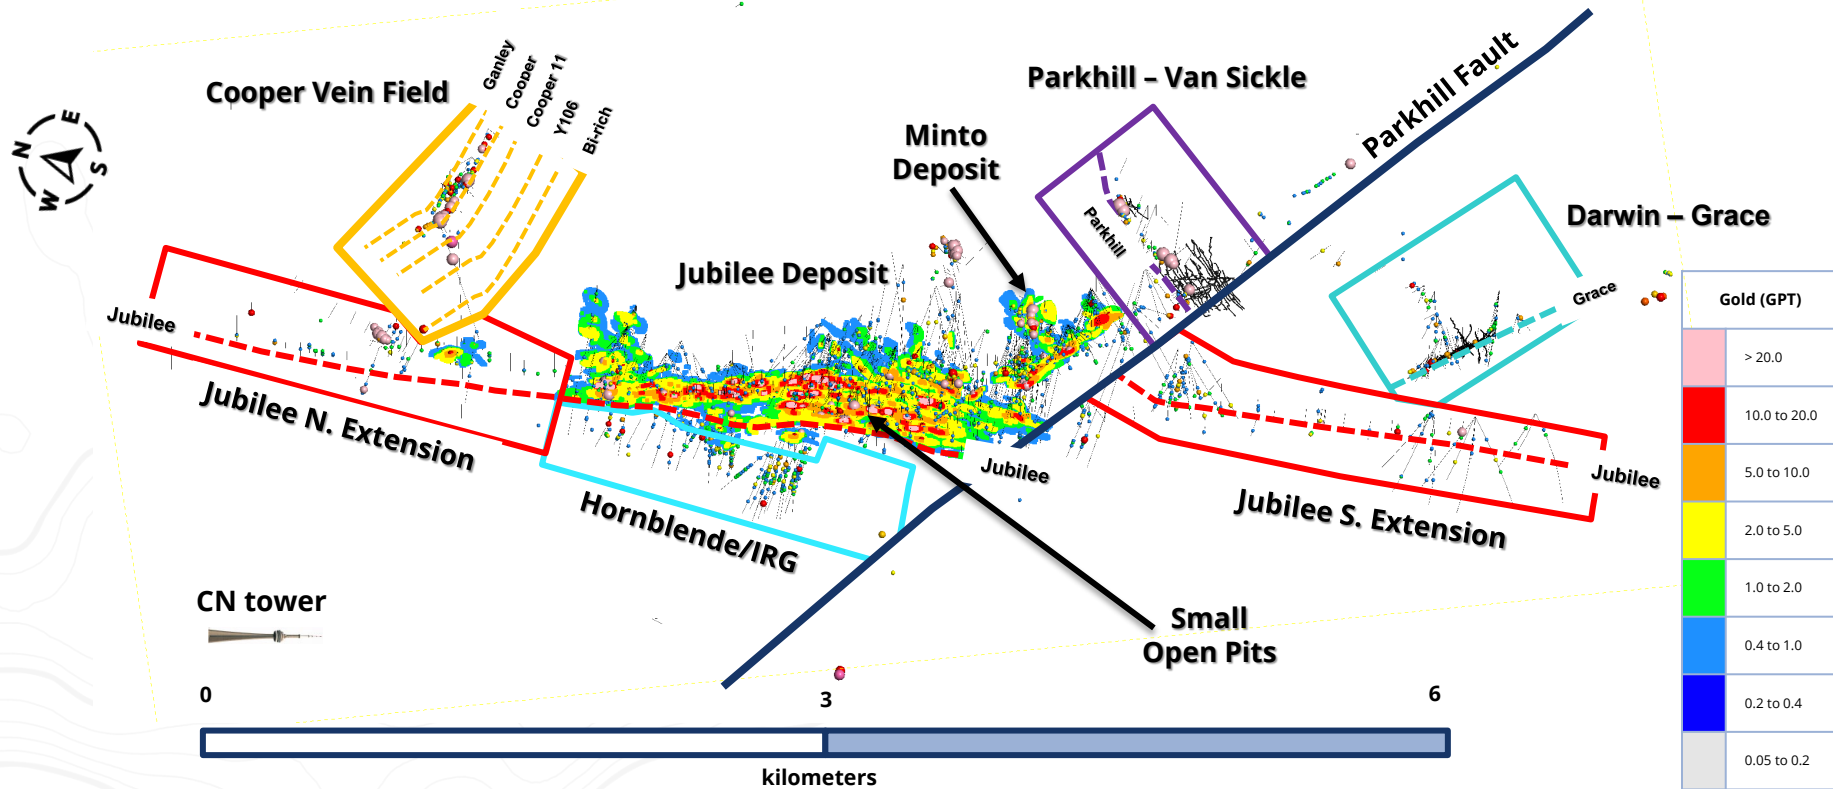 Cooper Vein Field
Ganley
Cooper
Cooper 11
Y106
Bi-rich
N
E
S
W
Parkhill – Van Sickle
Parkhill Fault
Minto
Deposit
Parkhill
Darwin – Grace
Grace
Jubilee Deposit
Jubilee
Jubilee N. Extension
Hornblende/IRG
Jubilee
Jubilee S. Extension
Jubilee
Small
Open Pits
CN tower
0
3
6
kilometers
Gold (GPT)
> 20.0
10.0 to 20.0
5.0 to 10.0
2.0 to 5.0
1.0 to 2.0
0.4 to 1.0
0.2 to 0.4
0.05 to 0.2